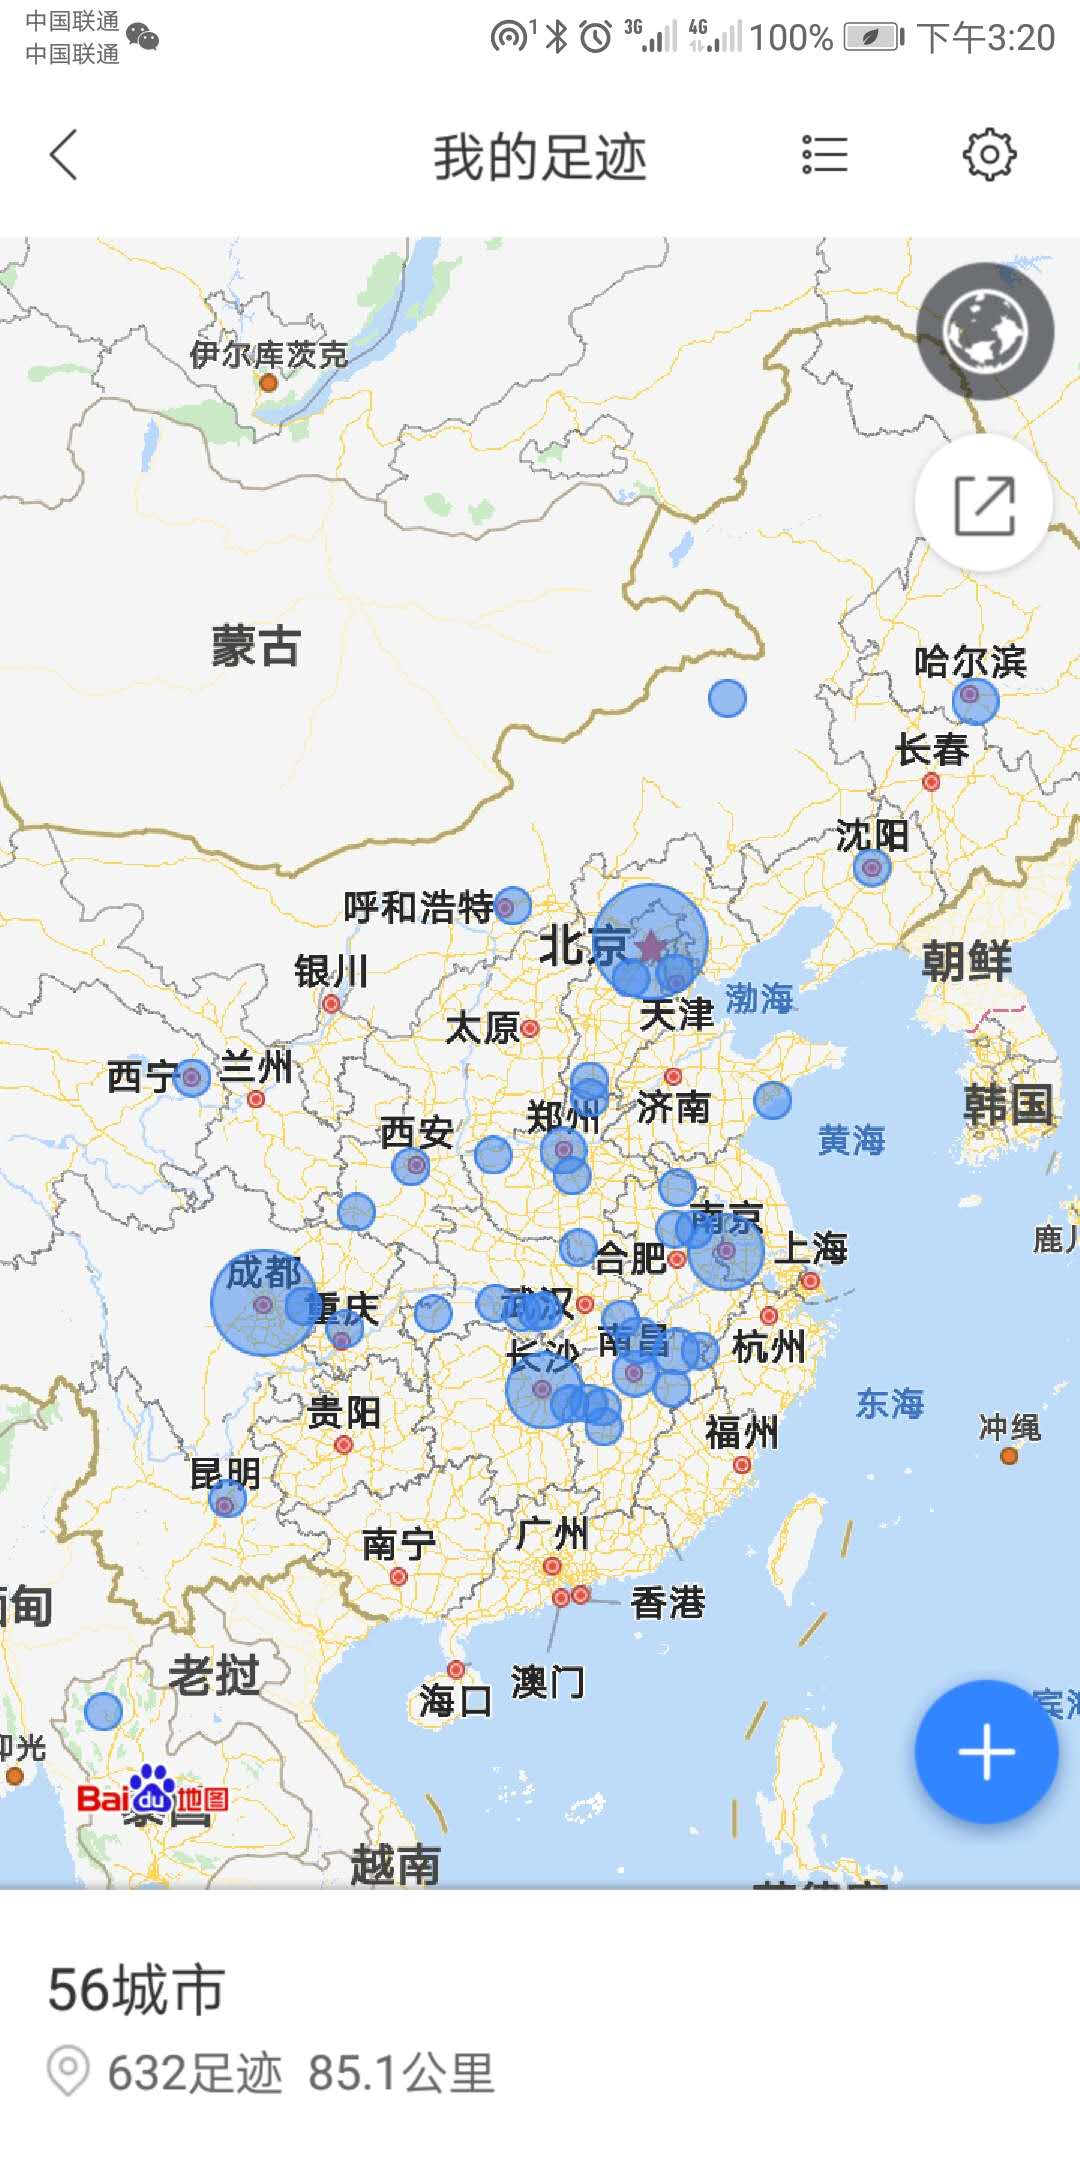 中国联通
中国联通
1 3G 4G 100% 下午3:20
我的足迹
伊尔库茨克
蒙古
哈尔滨
长春
沈阳
呼和浩特
北京
朝鲜
银川
天津
渤海
太原
西宁
兰州
济南
韩国
郑州
西安
黄海
南京
鹿儿
上海
合肥
成都
重庆
武汉
南昌
杭州
长沙
贵阳
东海
福州
冲绳
昆明
广州
南宁
香港
缅甸
老挝
澳门
海口
仰光
Baidu地图
泰国
越南
56城市
632足迹 85.1公里